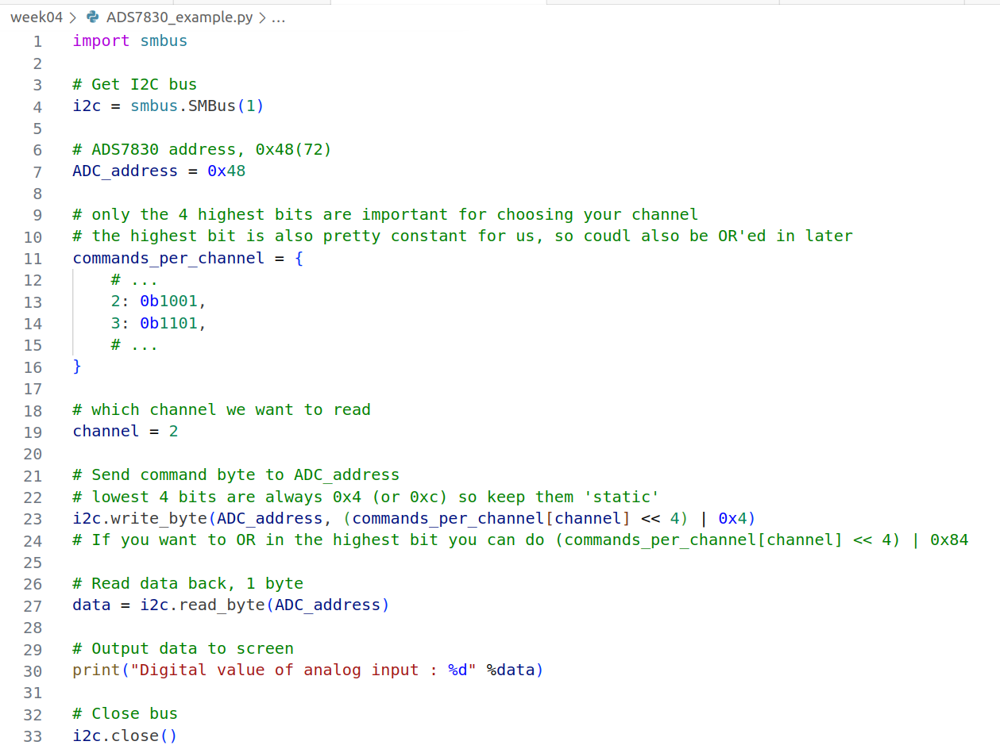 week04 > ADS7830_example.py > ...
1 import smbus
2
3 # Get I2C bus
4 i2c = smbus.SMBus(1)
5
6 # ADS7830 address, 0x48(72)
7 ADC_address = 0x48
8
9 # only the 4 highest bits are important for choosing your channel
10 # the highest bit is also pretty constant for us, so coudl also be OR'ed in later
11 commands_per_channel = {
12     # ...
13     2: 0b1001,
14     3: 0b1101,
15     # ...
16 }
17
18 # which channel we want to read
19 channel = 2
20
21 # Send command byte to ADC_address
22 # lowest 4 bits are always 0x4 (or 0xc) so keep them 'static'
23 i2c.write_byte(ADC_address, (commands_per_channel[channel] << 4) | 0x4)
24 # If you want to OR in the highest bit you can do (commands_per_channel[channel] << 4) | 0x84
25
26 # Read data back, 1 byte
27 data = i2c.read_byte(ADC_address)
28
29 # Output data to screen
30 print("Digital value of analog input : %d" %data)
31
32 # Close bus
33 i2c.close()